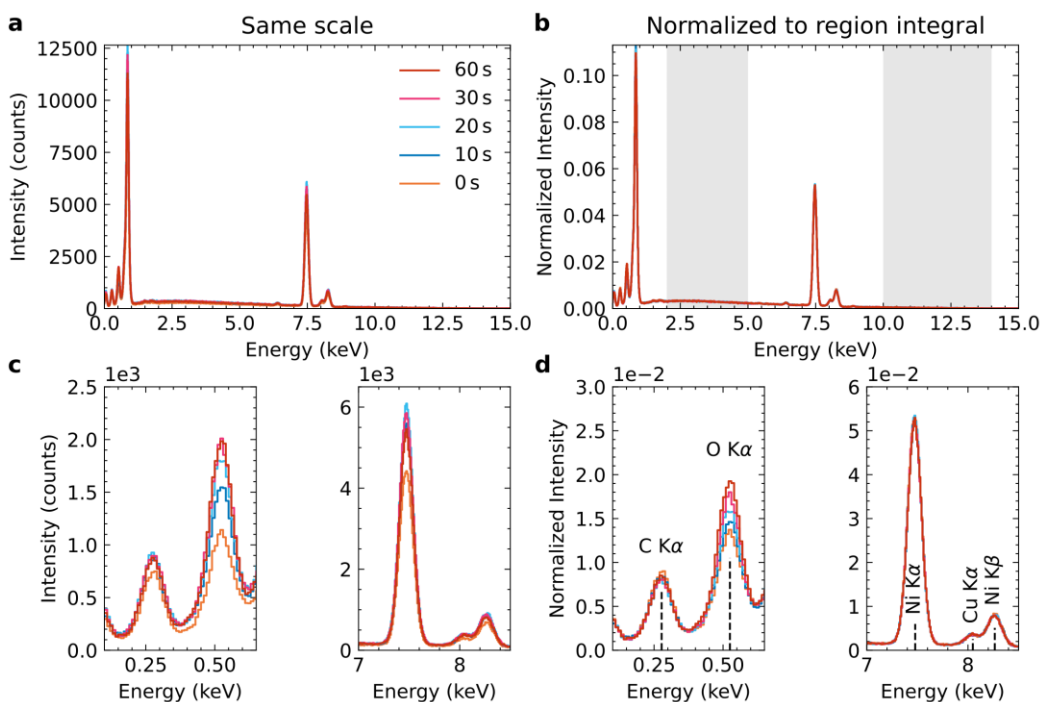 a
Same scale
Intensity (counts)
12500
10000
7500
5000
2500
0
0.0 2.5 5.0 7.5 10.0 12.5 15.0
Energy (keV)
60 s
30 s
20 s
10 s
0 s
b
Normalized to region integral
Normalized Intensity
0.10
0.08
0.06
0.04
0.02
0.00
0.0 2.5 5.0 7.5 10.0 12.5 15.0
Energy (keV)
c
1e3
Intensity (counts)
2.5
2.0
1.5
1.0
0.5
0.0
0.25 0.50
Energy (keV)
1e3
6
4
2
0
7 8
Energy (keV)
d
1e-2
Normalized Intensity
3.0
2.5
2.0
1.5
1.0
0.5
0.0
C Kα
O Kα
0.25 0.50
Energy (keV)
1e-2
6
5
4
3
2
1
0
Ni Kα
Cu Kα
Ni Kβ
7 8
Energy (keV)